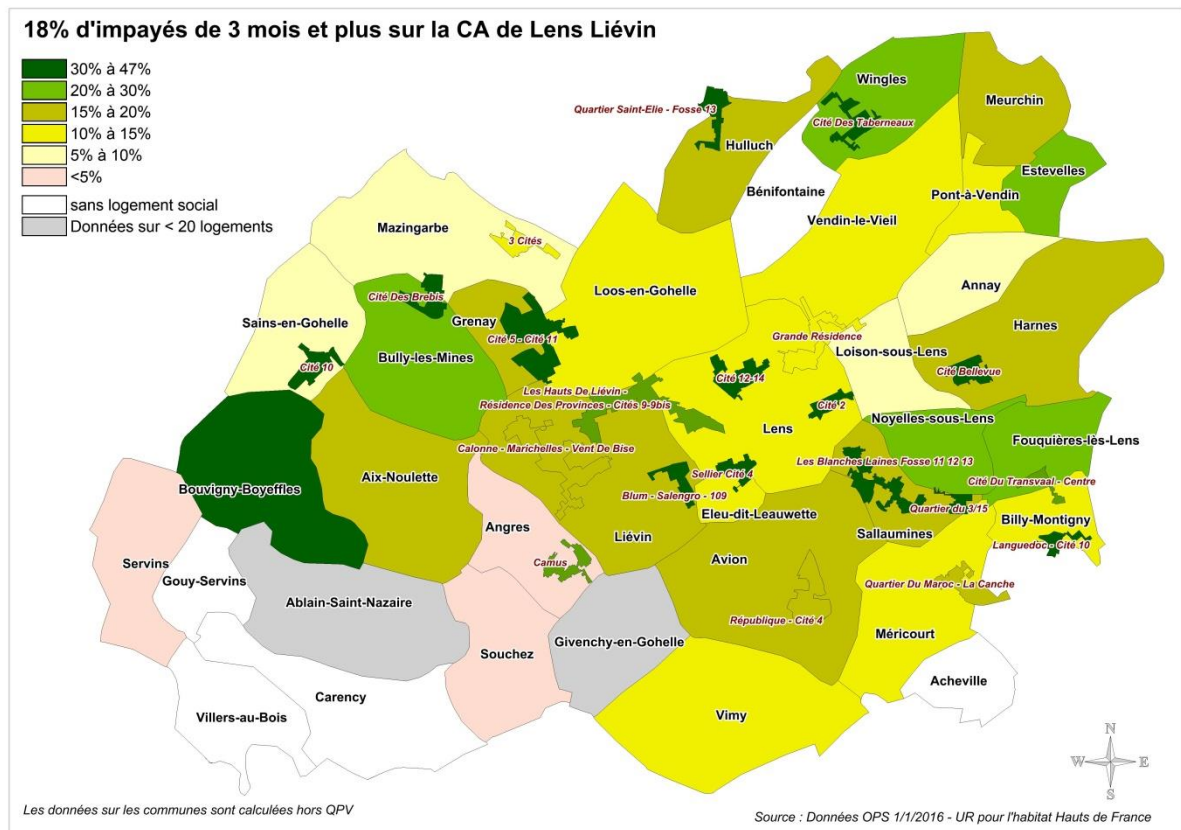 18% d'impayés de 3 mois et plus sur la CA de Lens Liévin
30% à 47%
20% à 30%
15% à 20%
10% à 15%
5% à 10%
<5%
sans logement social
Données sur < 20 logements
Wingles
Meurchin
Quartier Saint-Elie - Fosse 13
Cité Des Taberneaux
Hulluch
Estevelles
Bénifontaine
Pont-à-Vendin
Vendin-le-Vieil
Mazingarbe
3 Cités
Annay
Loos-en-Gohelle
Cité Des Brebis
Sains-en-Gohelle
Grenay
Harnes
Cité 5 - Cité 11
Grande Résidence
Loison-sous-Lens
Bully-les-Mines
Cité 10
Cité 12-14
Cité Bellevue
Les Hauts De Liévin -
Résidence Des Provinces - Cités 9-9bis
Cité 2
Noyelles-sous-Lens
Lens
Fouquières-lès-Lens
Calonne - Marichelles - Vent De Bise
Les Blanches Laines Fosse 11 12 13
Aix-Noulette
Sellier Cité 4
Cité Du Transvaal - Centre
Bouvigny-Boyeffles
Blum - Salengro - 109
Quartier du 3/15
Eleu-dit-Leauwette
Billy-Montigny
Angres
Liévin
Sallaumines
Languedoc - Cité 10
Servins
Camus
Avion
Gouy-Servins
Quartier Du Maroc - La Canche
Ablain-Saint-Nazaire
République - Cité 4
Givenchy-en-Gohelle
Méricourt
Souchez
Acheville
Carency
Vimy
Villers-au-Bois
N
W E
S
Les données sur les communes sont calculées hors QPV
Source : Données OPS 1/1/2016 - UR pour l'habitat Hauts de France